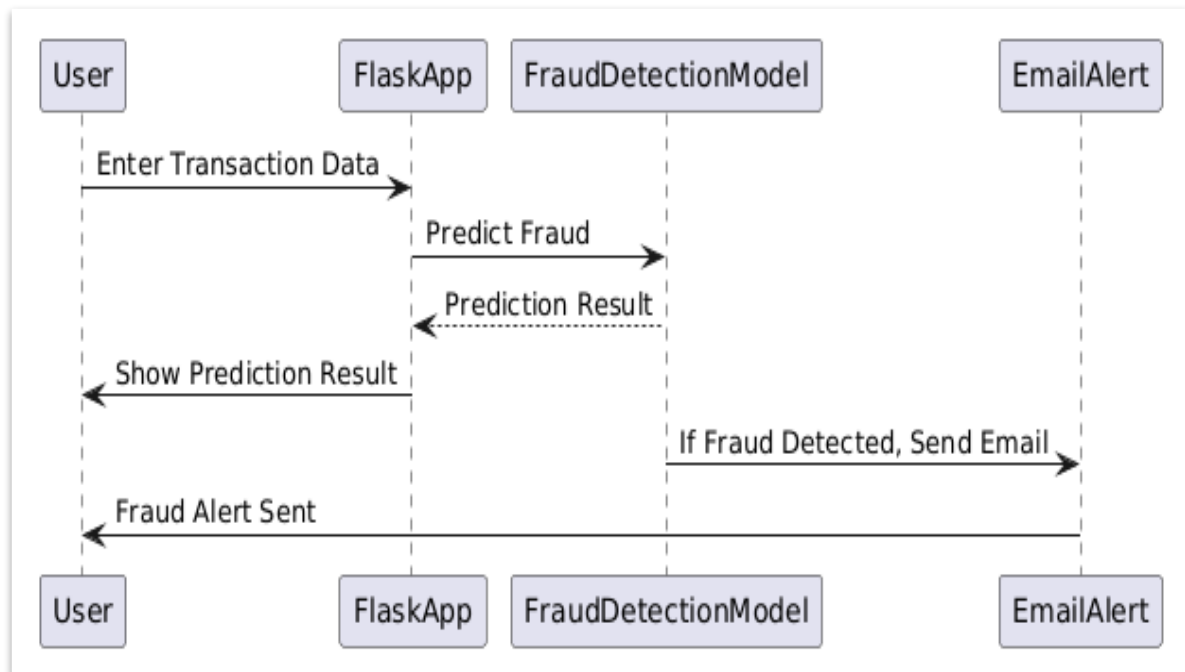 User
FlaskApp
FraudDetectionModel
EmailAlert
Enter Transaction Data
Predict Fraud
Prediction Result
Show Prediction Result
If Fraud Detected, Send Email
Fraud Alert Sent
User
FlaskApp
FraudDetectionModel
EmailAlert